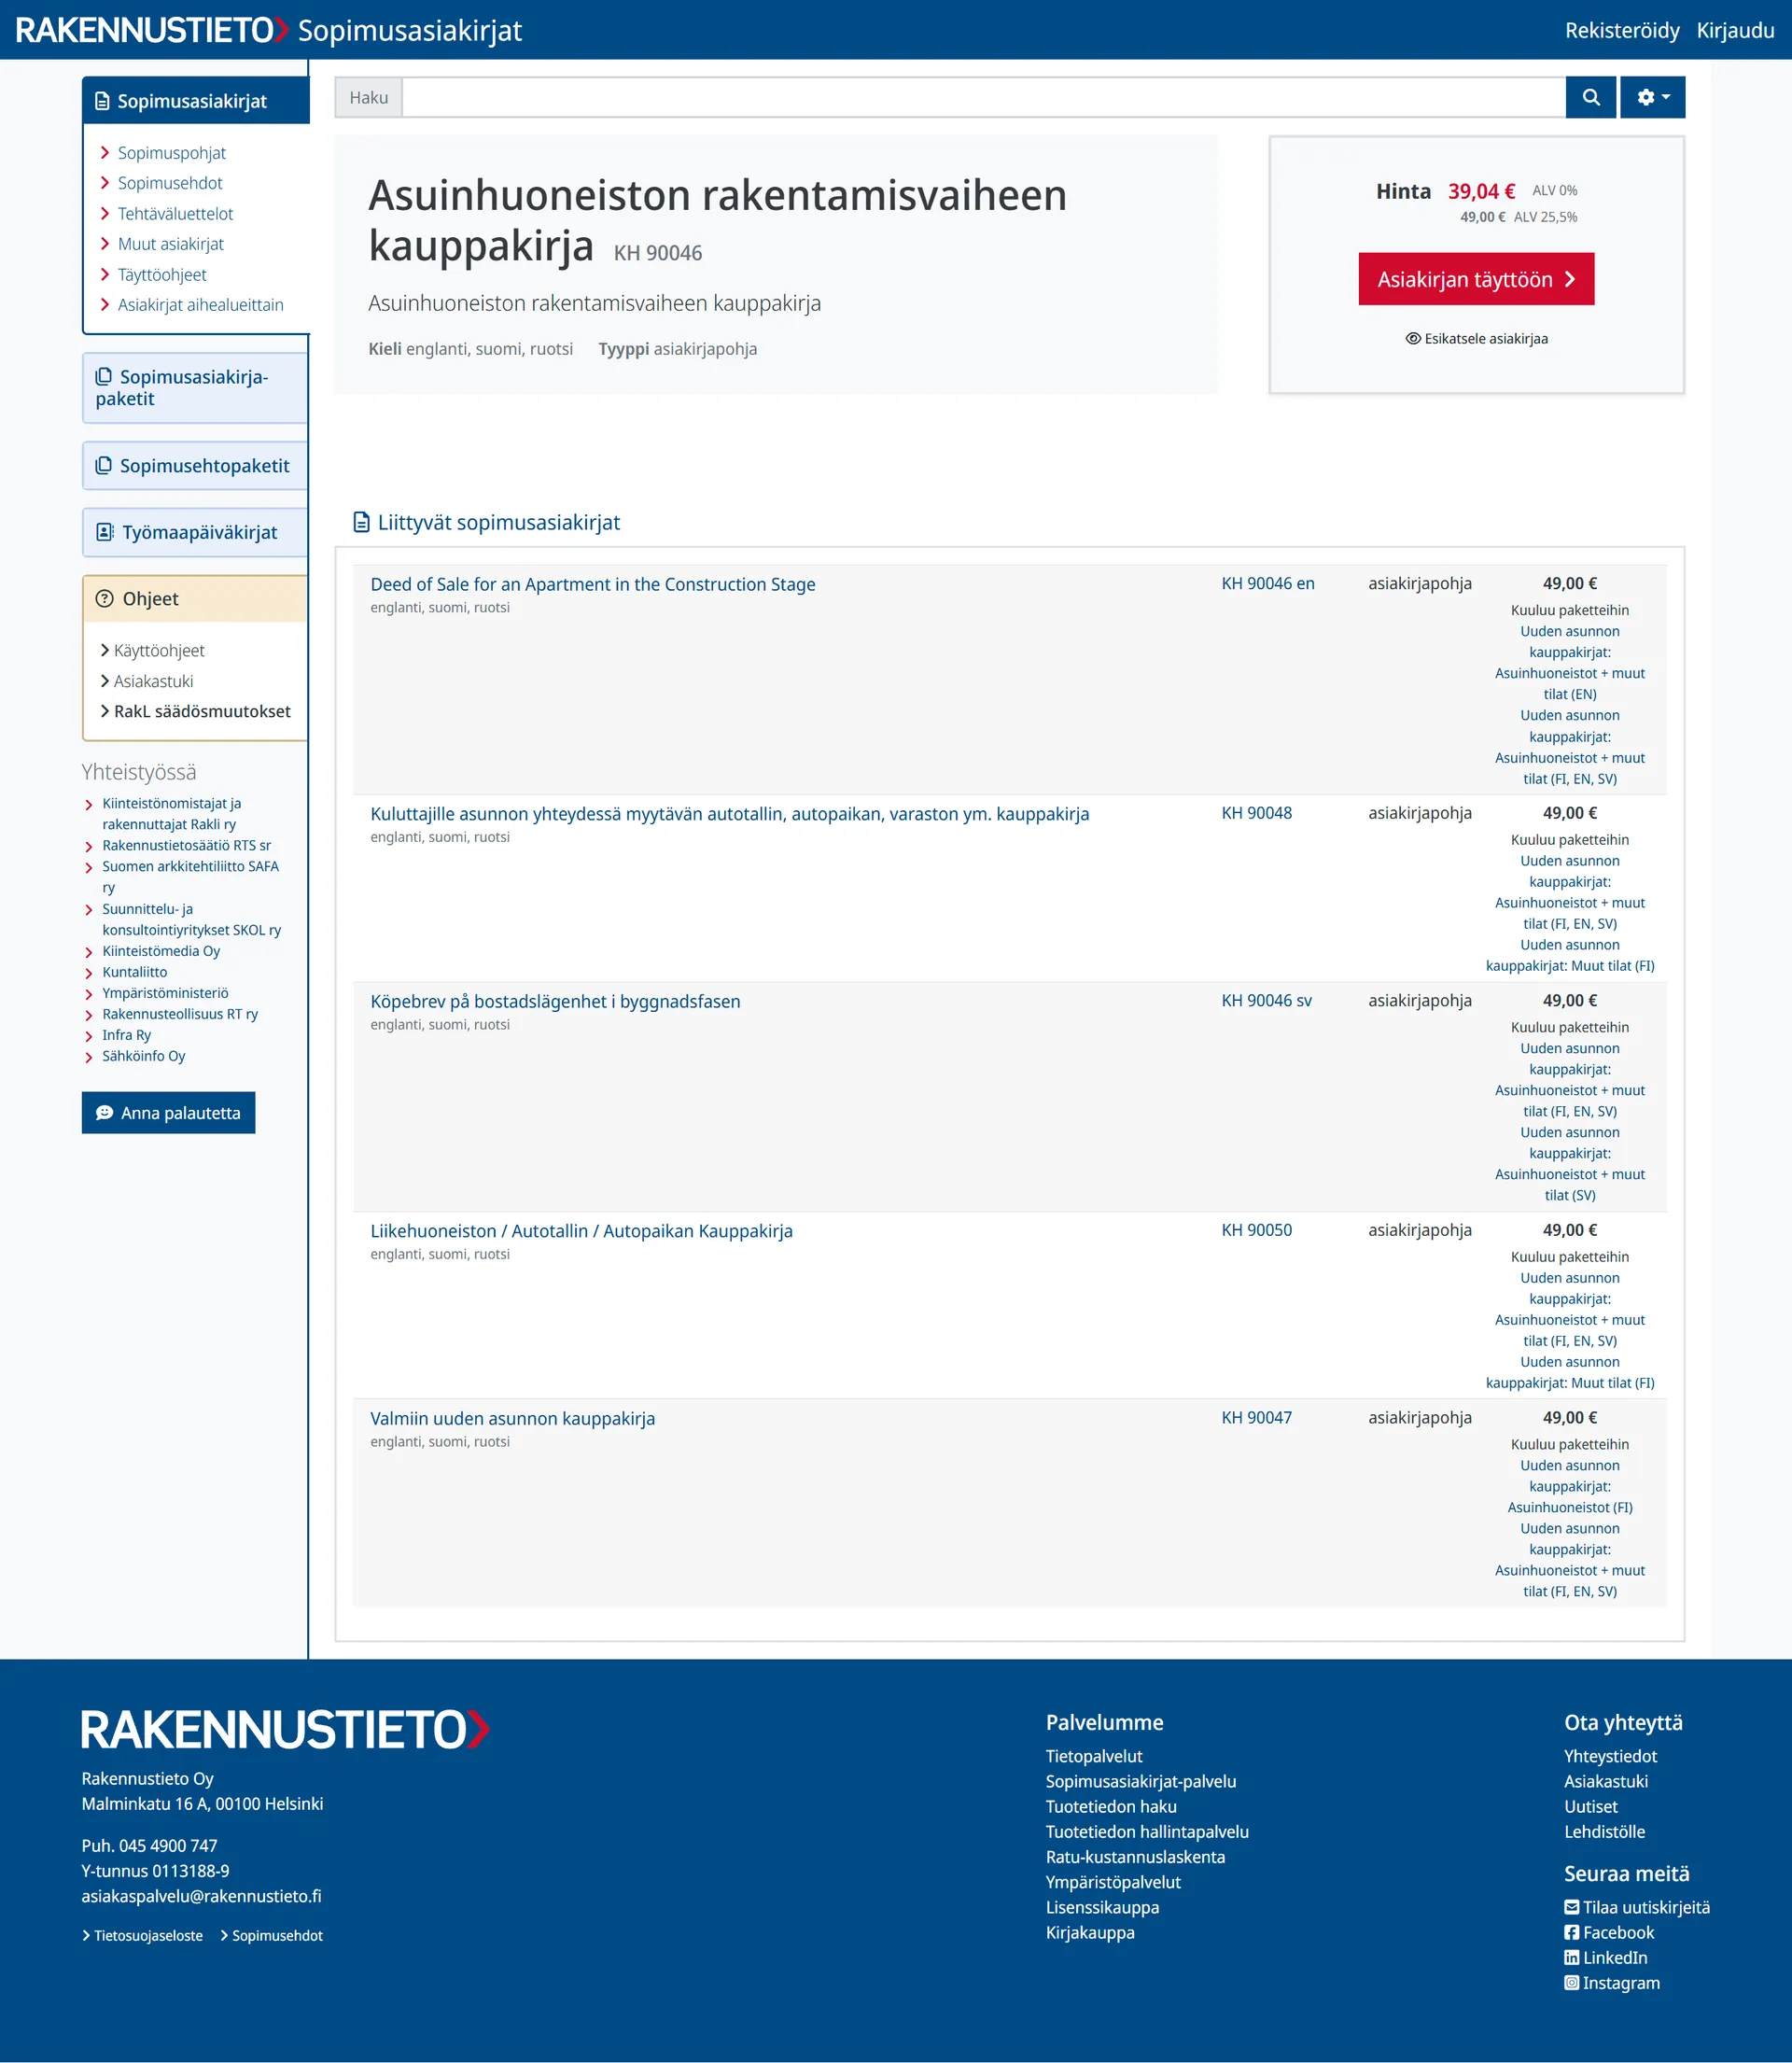 RAKENNUSTIETO Sopimusasiakirjat
Rekisteröidy Kirjaudu
Sopimusasiakirjat
Sopimuspohjat
Sopimusehdot
Tehtäväluettelot
Muut asiakirjat
Täyttöohjeet
Asiakirjat aihealueittain
Sopimusasiakirja-
paketit
Sopimusehtopaketit
Työmaapäiväkirjat
Ohjeet
Käyttöohjeet
Asiakastuki
RakL säädösmuutokset
Yhteistyössä
Kiinteistönomistajat ja
rakennuttajat Rakli ry
Rakennustietosäätiö RTS sr
Suomen arkkitehtiliitto SAFA
ry
Suunnittelu- ja
konsultointiyritykset SKOL ry
Kiinteistömedia Oy
Kuntaliitto
Ympäristöministeriö
Rakennusteollisuus RT ry
Infra Ry
Sähköinfo Oy
Anna palautetta
Haku
Asuinhuoneiston rakentamisvaiheen
kauppakirja KH 90046
Asuinhuoneiston rakentamisvaiheen kauppakirja
Kieli englanti, suomi, ruotsi Tyyppi asiakirjapohja
Hinta 39,04 € ALV 0%
49,00 € ALV 25,5%
Asiakirjan täyttöön
Esikatsele asiakirjaa
Liittyvät sopimusasiakirjat
Deed of Sale for an Apartment in the Construction Stage KH 90046 en asiakirjapohja 49,00 €
englanti, suomi, ruotsi
Kuuluu paketteihin
Uuden asunnon
kauppakirjat:
Asuinhuoneistot + muut
tilat (EN)
Uuden asunnon
kauppakirjat:
Asuinhuoneistot + muut
tilat (FI, EN, SV)
Kuluttajille asunnon yhteydessä myytävän autotallin, autopaikan, varaston ym. kauppakirja KH 90048 asiakirjapohja 49,00 €
englanti, suomi, ruotsi
Kuuluu paketteihin
Uuden asunnon
kauppakirjat:
Asuinhuoneistot + muut
tilat (FI, EN, SV)
Uuden asunnon
kauppakirjat: Muut tilat (FI)
Köpebrev på bostadslägenhet i byggnadsfasen KH 90046 sv asiakirjapohja 49,00 €
englanti, suomi, ruotsi
Kuuluu paketteihin
Uuden asunnon
kauppakirjat:
Asuinhuoneistot + muut
tilat (FI, EN, SV)
Uuden asunnon
kauppakirjat:
Asuinhuoneistot + muut
tilat (SV)
Liikehuoneiston / Autotallin / Autopaikan Kauppakirja KH 90050 asiakirjapohja 49,00 €
englanti, suomi, ruotsi
Kuuluu paketteihin
Uuden asunnon
kauppakirjat:
Asuinhuoneistot + muut
tilat (FI, EN, SV)
Uuden asunnon
kauppakirjat: Muut tilat (FI)
Valmiin uuden asunnon kauppakirja KH 90047 asiakirjapohja 49,00 €
englanti, suomi, ruotsi
Kuuluu paketteihin
Uuden asunnon
kauppakirjat:
Asuinhuoneistot (FI)
Uuden asunnon
kauppakirjat:
Asuinhuoneistot + muut
tilat (FI, EN, SV)
RAKENNUSTIETO
Rakennustieto Oy
Malminkatu 16 A, 00100 Helsinki
Puh. 045 4900 747
Y-tunnus 0113188-9
asiakaspalvelu@rakennustieto.fi
Tietosuojaseloste Sopimusehdot
Palvelumme
Tietopalvelut
Sopimusasiakirjat-palvelu
Tuotetiedon haku
Tuotetiedon hallintapalvelu
Ratu-kustannuslaskenta
Ympäristöpalvelut
Lisenssikauppa
Kirjakauppa
Ota yhteyttä
Yhteystiedot
Asiakastuki
Uutiset
Lehdistölle
Seuraa meitä
Tilaa uutiskirjeitä
Facebook
LinkedIn
Instagram